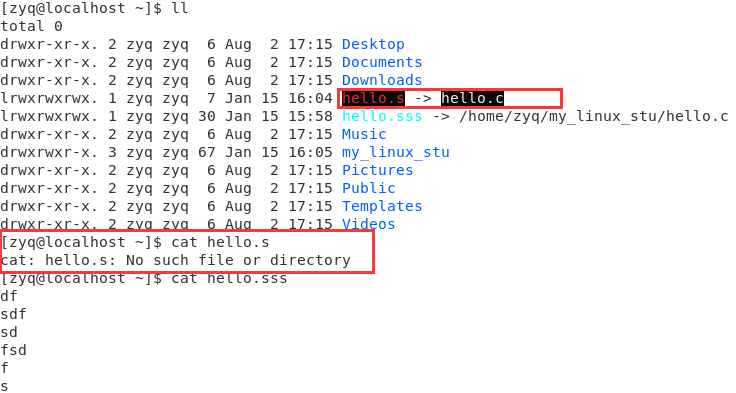 [zyq@localhost ~]$ ll
total 0
drwxr-xr-x. 2 zyq zyq  6 Aug  2 17:15 Desktop
drwxr-xr-x. 2 zyq zyq  6 Aug  2 17:15 Documents
drwxr-xr-x. 2 zyq zyq  6 Aug  2 17:15 Downloads
lrwxrwxrwx. 1 zyq zyq  7 Jan 15 16:04 hello.s -> hello.c
lrwxrwxrwx. 1 zyq zyq 30 Jan 15 15:58 hello.sss -> /home/zyq/my_linux_stu/hello.c
drwxr-xr-x. 2 zyq zyq  6 Aug  2 17:15 Music
drwxrwxr-x. 3 zyq zyq 67 Jan 15 16:05 my_linux_stu
drwxr-xr-x. 2 zyq zyq  6 Aug  2 17:15 Pictures
drwxr-xr-x. 2 zyq zyq  6 Aug  2 17:15 Public
drwxr-xr-x. 2 zyq zyq  6 Aug  2 17:15 Templates
drwxr-xr-x. 2 zyq zyq  6 Aug  2 17:15 Videos
[zyq@localhost ~]$ cat hello.s
cat: hello.s: No such file or directory
[zyq@localhost ~]$ cat hello.sss
df
sdf
sd
fsd
f
s